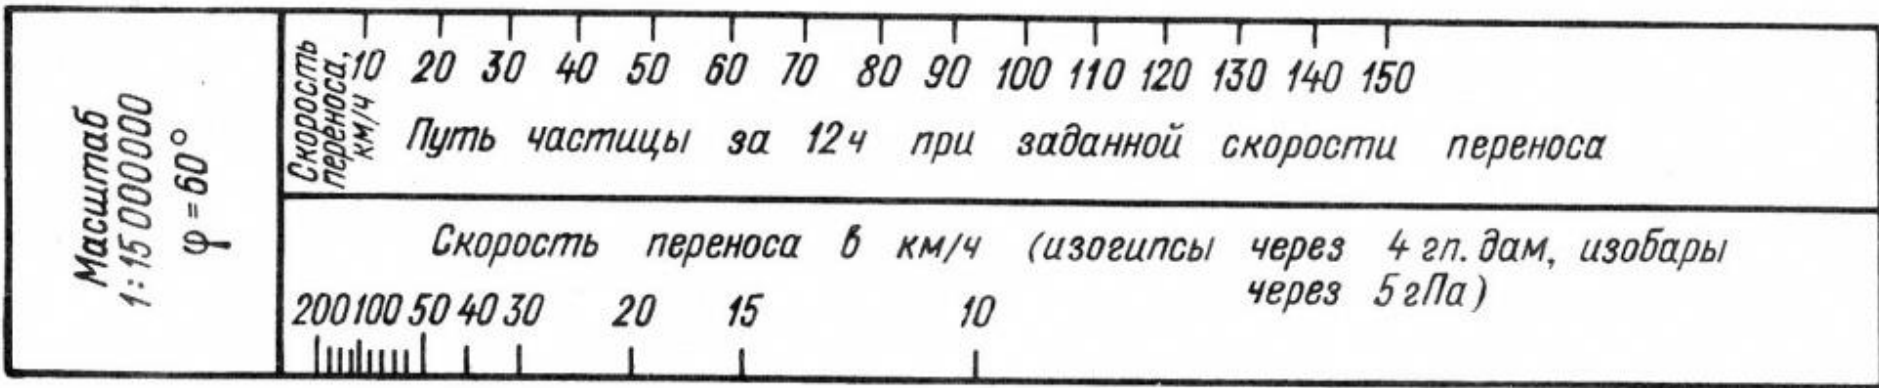 Масштаб
1:15 000000
φ=60°
Скорость
переноса,
км/ч
10 20 30 40 50 60 70 80 90 100 110 120 130 140 150
Путь частицы за 12ч при заданной скорости переноса
Скорость переноса в км/ч (изогипсы через 4 гп. дам, изобары
через 5 гПа)
200 100 50 40 30 20 15 10